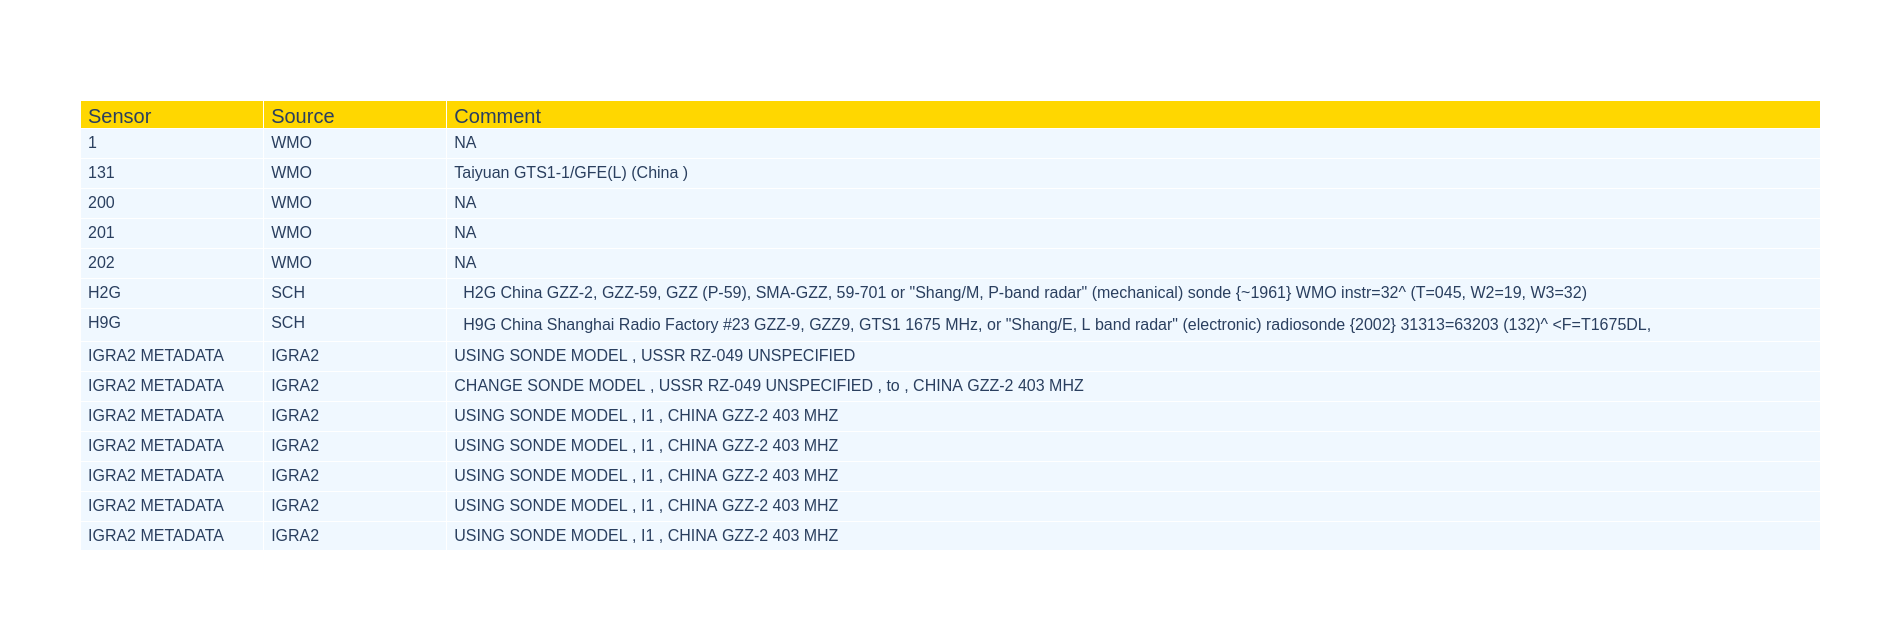 Sensor Source Comment
1 WMO NA
131 WMO Taiyuan GTS1-1/GFE(L) (China )
200 WMO NA
201 WMO NA
202 WMO NA
H2G SCH H2G China GZZ-2, GZZ-59, GZZ (P-59), SMA-GZZ, 59-701 or "Shang/M, P-band radar" (mechanical) sonde {~1961} WMO instr=32^ (T=045, W2=19, W3=32)
H9G SCH H9G China Shanghai Radio Factory #23 GZZ-9, GZZ9, GTS1 1675 MHz, or "Shang/E, L band radar" (electronic) radiosonde {2002} 31313=63203 (132)^ <F=T1675DL,
IGRA2 METADATA IGRA2 USING SONDE MODEL , USSR RZ-049 UNSPECIFIED
IGRA2 METADATA IGRA2 CHANGE SONDE MODEL , USSR RZ-049 UNSPECIFIED , to , CHINA GZZ-2 403 MHZ
IGRA2 METADATA IGRA2 USING SONDE MODEL , I1 , CHINA GZZ-2 403 MHZ
IGRA2 METADATA IGRA2 USING SONDE MODEL , I1 , CHINA GZZ-2 403 MHZ
IGRA2 METADATA IGRA2 USING SONDE MODEL , I1 , CHINA GZZ-2 403 MHZ
IGRA2 METADATA IGRA2 USING SONDE MODEL , I1 , CHINA GZZ-2 403 MHZ
IGRA2 METADATA IGRA2 USING SONDE MODEL , I1 , CHINA GZZ-2 403 MHZ